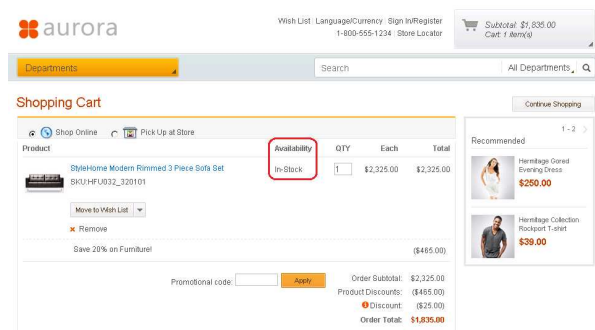 aurora
Wish List | Language/Currency | Sign In/Register
1-800-555-1234 | Store Locator
Subtotal: $1,835.00
Cart: 1 item(s)
Departments
Search
All Departments
Shopping Cart
Continue Shopping
Shop Online
Pick Up at Store
Product Availability QTY Each Total
StyleHome Modern Rimmed 3 Piece Sofa Set In-Stock 1 $2,325.00 $2,325.00
SKU:HFU032_320101
Move to Wish List
× Remove
Save 20% on Furniture! ($465.00)
Promotional code: Apply
Order Subtotal: $2,325.00
Product Discounts: ($465.00)
Discount: ($25.00)
Order Total: $1,835.00
1 - 2
Recommended
Hermitage Gored
Evening Dress
$250.00
Hermitage Collection
Rockport T-shirt
$39.00